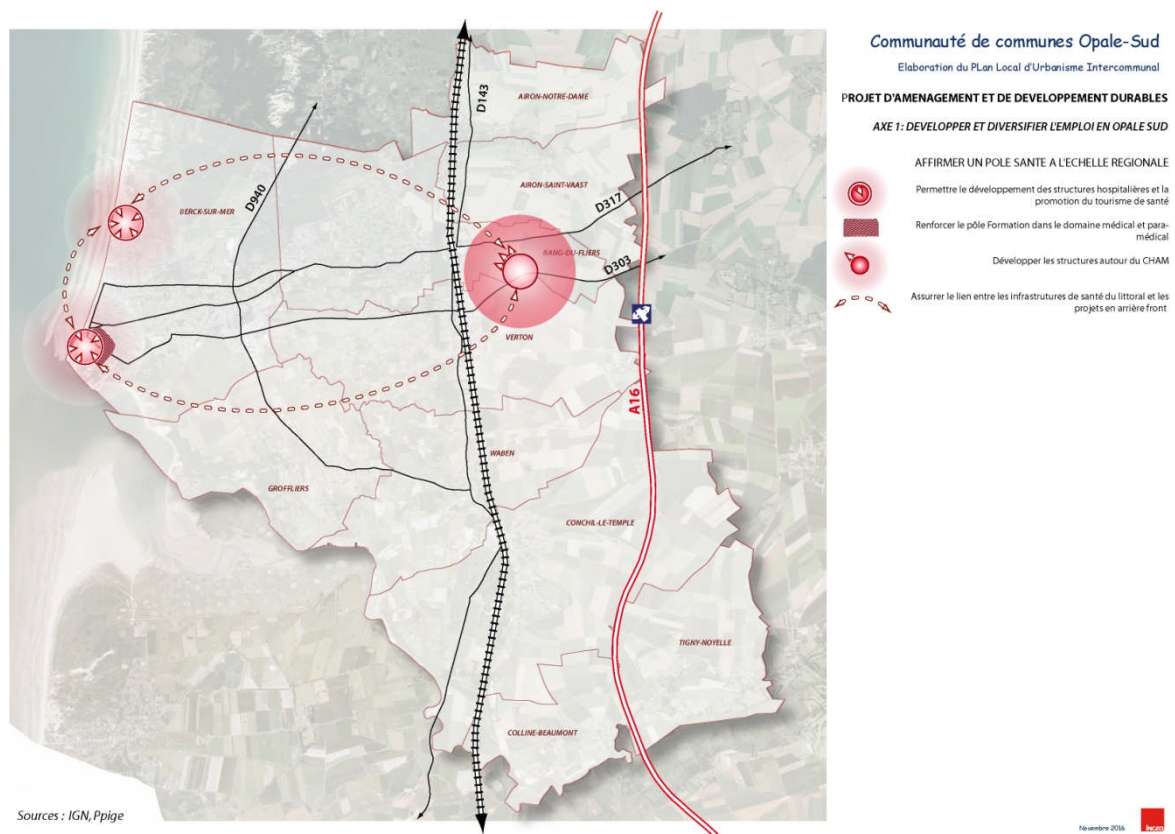 Communauté de communes Opale-Sud
Elaboration du PLan Local d'Urbanisme Intercommunal
PROJET D'AMENAGEMENT ET DE DEVELOPPEMENT DURABLES
AXE 1: DEVELOPPER ET DIVERSIFIER L'EMPLOI EN OPALE SUD
AFFIRMER UN POLE SANTE A L'ECHELLE REGIONALE
Permettre le développement des structures hospitalières et la
promotion du tourisme de santé
Renforcer le pôle Formation dans le domaine médical et para-
médical
Développer les structures autour du CHAM
Assurrer le lien entre les infrastrutures de santé du littoral et les
projets en arrière front
D143
AIRON-NOTRE-DAME
D940
AIRON-SAINT-VAAST
BERCK-SUR-MER
D317
RANG-DU-FLIERS
D303
VERTON
A16
WABEN
GROFFLIERS
CONCHIL-LE-TEMPLE
TIGNY-NOYELLE
COLLINE-BEAUMONT
Sources : IGN, Ppige
Novembre 2016